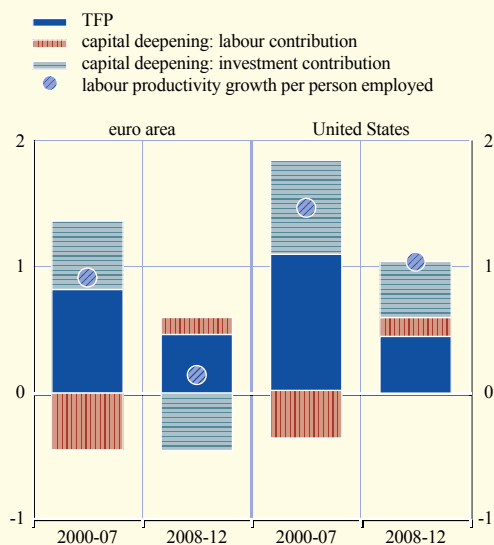 TFP
capital deepening: labour contribution
capital deepening: investment contribution
labour productivity growth per person employed
euro area United States
2 2
1 1
0 0
-1 -1
2000-07 2008-12 2000-07 2008-12